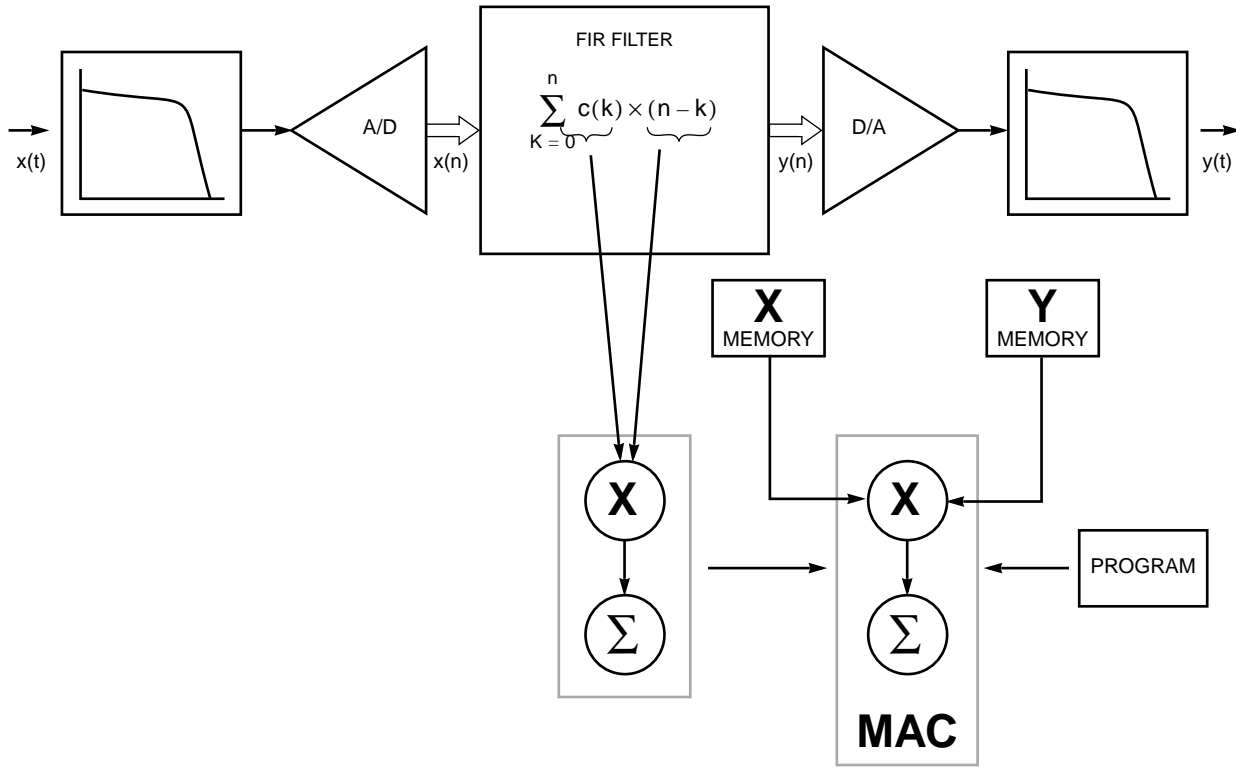 FIR FILTER
n
∑ c(k) × (n – k)
K = 0
A/D
D/A
x(t)
x(n)
y(n)
y(t)
X
MEMORY
Y
MEMORY
X
X
PROGRAM
Σ
Σ
MAC